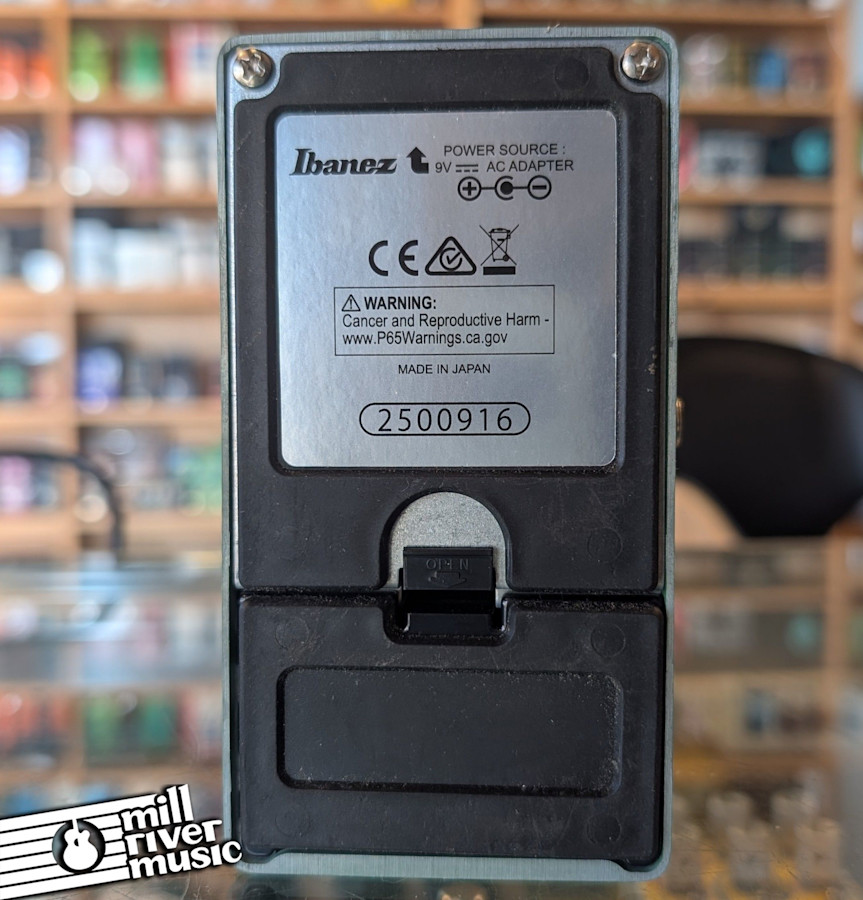 Ibanez
POWER SOURCE :
9V AC ADAPTER
CE
WARNING:
Cancer and Reproductive Harm -
www.P65Warnings.ca.gov
MADE IN JAPAN
2500916
OPEN
mill
river
music